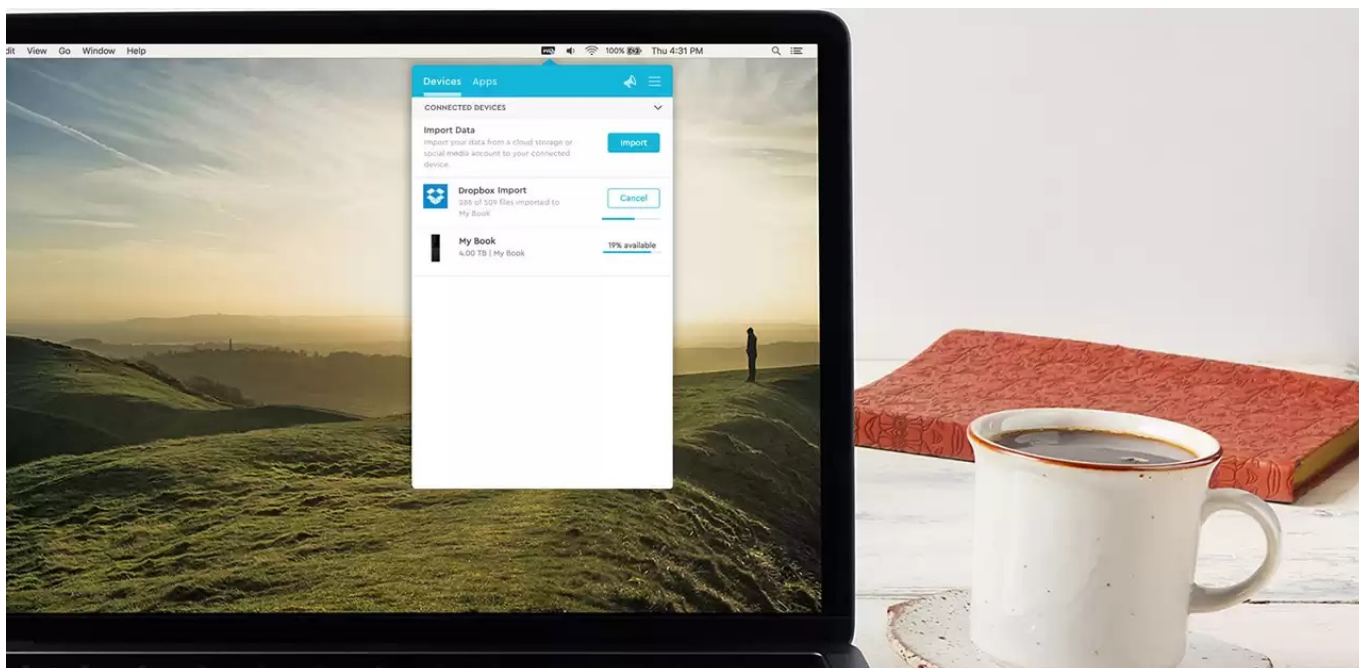 dit View Go Window Help 100% Thu 4:31 PM
Devices Apps
CONNECTED DEVICES
Import Data
Import your data from a cloud storage or
social media account to your connected
device.
Import
Dropbox Import
286 of 509 files imported to
My Book
Cancel
My Book
4.00 TB | My Book
19% available